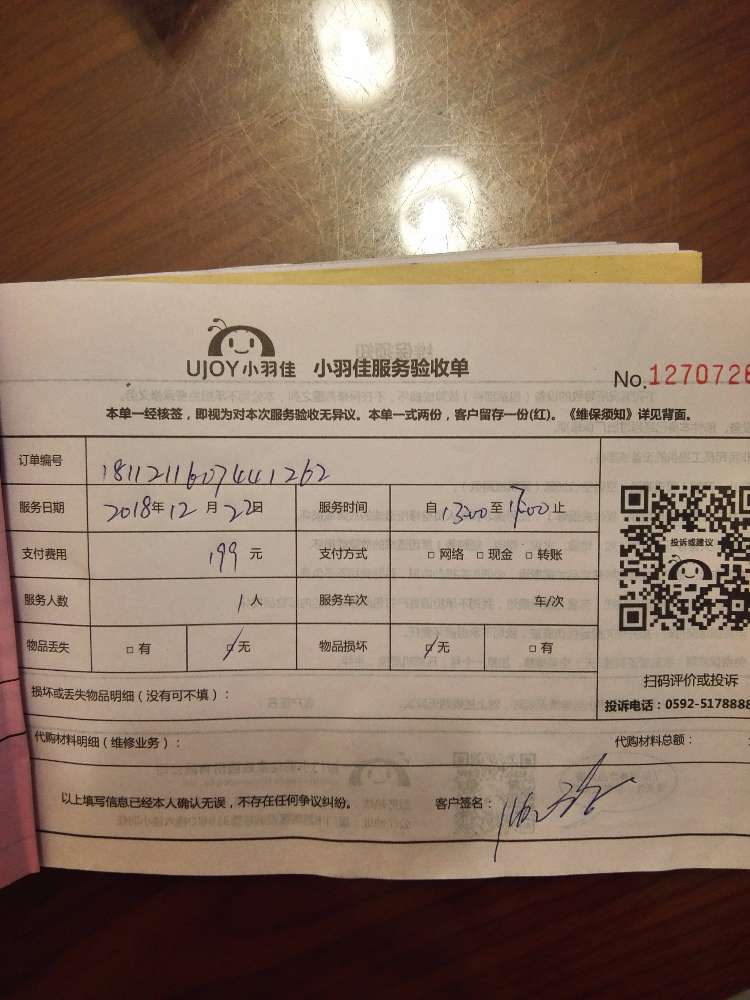 UJOY小羽佳 小羽佳服务验收单
No.1270726
本单一经核签，即视为对本次服务验收无异议。本单一式两份，客户留存一份(红)。《维保须知》详见背面。
订单编号 181121160744126​2
服务日期 2018年12月22日 服务时间 自13:00至17:00止
支付费用 199元 支付方式 □网络 □现金 □转账
服务人数 1人 服务车次 车/次
物品丢失 □有 □无 物品损坏 □无 □有
损坏或丢失物品明细（没有可不填）：
投诉或建议
扫码评价或投诉
投诉电话：0592-5178888
代购材料明细（维修业务）： 代购材料总额：
以上填写信息已经本人确认无误，不存在任何争议纠纷。 客户签名：